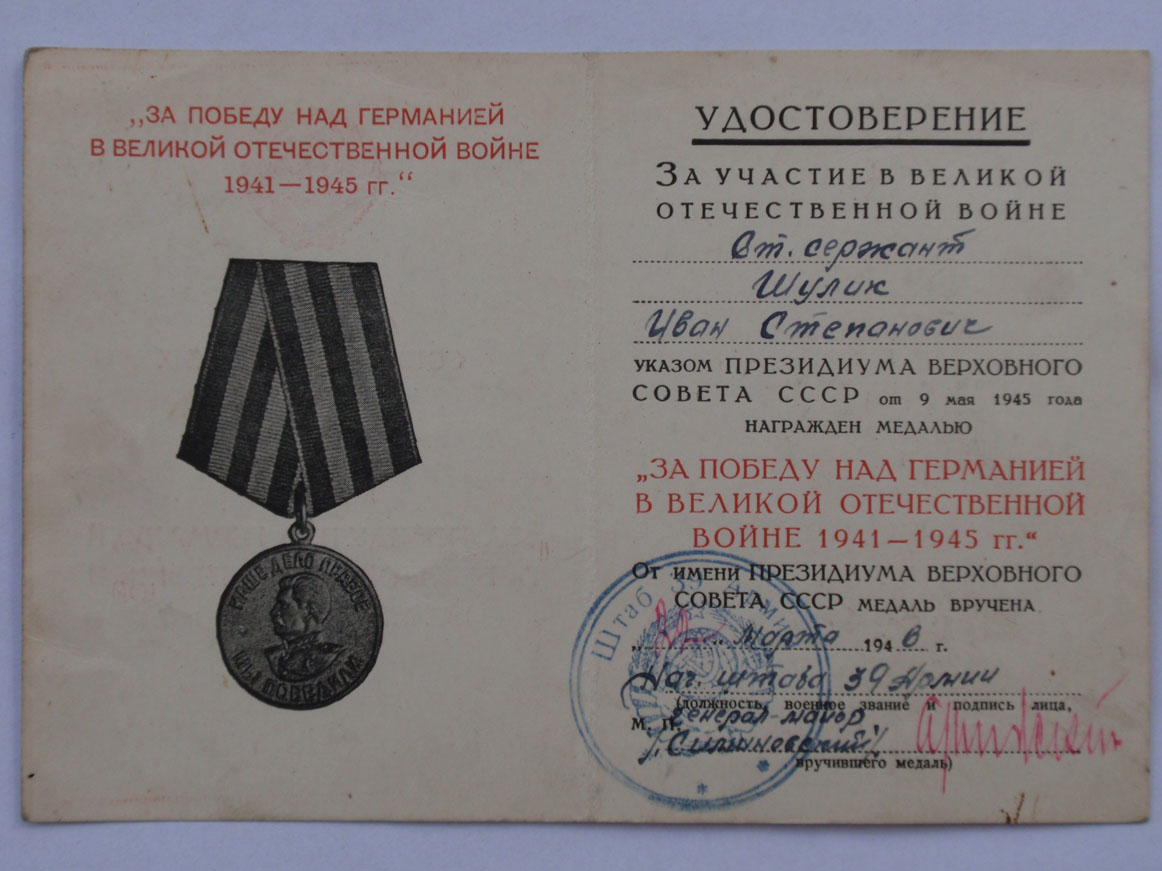 „ЗА ПОБЕДУ НАД ГЕРМАНИЕЙ
В ВЕЛИКОЙ ОТЕЧЕСТВЕННОЙ ВОЙНЕ
1941—1945 гг.“
НАШЕ ДЕЛО ПРАВОЕ
МЫ ПОБЕДИЛИ
УДОСТОВЕРЕНИЕ
ЗА УЧАСТИЕ В ВЕЛИКОЙ
ОТЕЧЕСТВЕННОЙ ВОЙНЕ
Ст. сержант
Шулик
Иван Степанович
УКАЗОМ ПРЕЗИДИУМА ВЕРХОВНОГО
СОВЕТА СССР от 9 мая 1945 года
НАГРАЖДЕН МЕДАЛЬЮ
„ЗА ПОБЕДУ НАД ГЕРМАНИЕЙ
В ВЕЛИКОЙ ОТЕЧЕСТВЕННОЙ
ВОЙНЕ 1941—1945 гг.“
От имени ПРЕЗИДИУМА ВЕРХОВНОГО
СОВЕТА СССР МЕДАЛЬ ВРУЧЕНА
марта 1946 г.
Нач. штаба 39 Армии
(должность, военное звание и подпись лица,
генерал-майор
М. П.
вручившего медаль)
Штаб 39 Арми